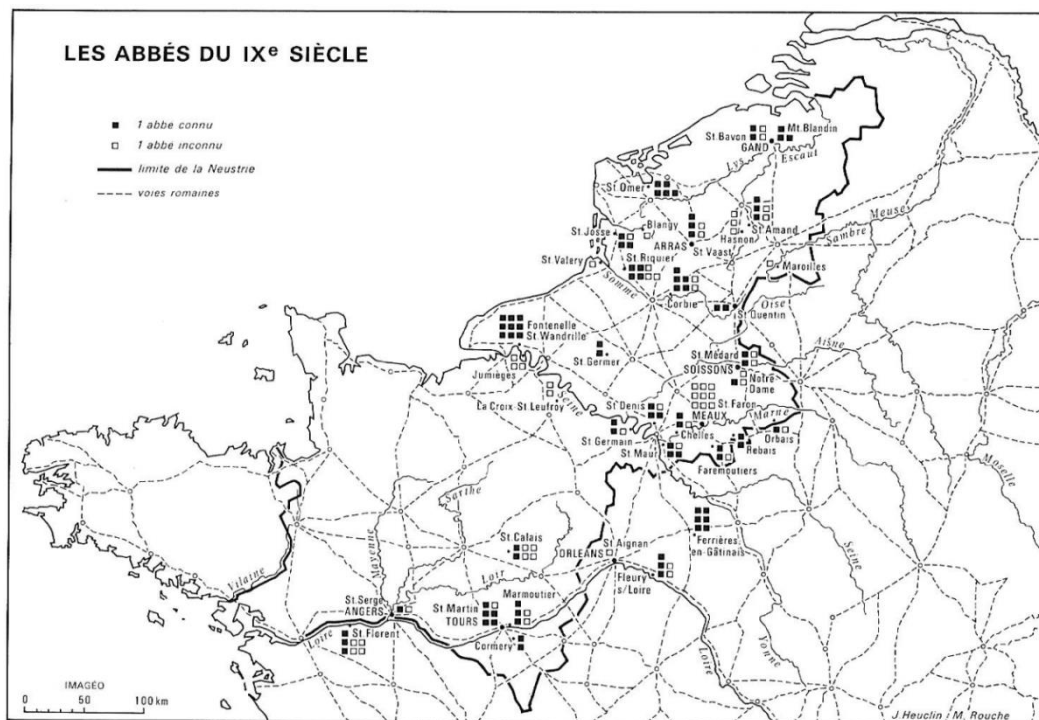 LES ABBÉS DU IXe SIÈCLE
1 abbe connu
1 abbe inconnu
limite de la Neustrie
voies romaines
St. Bavon
Mt. Blandin
GAND
Lys
Escaut
St Omer
Blangy
St. Josse
ARRAS
St Vaast
Hasnon
St. Amand
Sambre
Meuse
St. Valery
St. Riquier
Maroilles
Somme
Corbie
Oise
St Quentin
Fontenelle
St. Wandrille
St. Germer
Aisne
St. Médard
SOISSONS
Notre
Dame
Jumièges
La Croix-St. Leufroy
Seine
St Denis
St. Faron
MEAUX
Marne
St. Germain
Chelles
Orbais
Rebais
St Maur
Faremoutiers
Moselle
Sarthe
Mayenne
Ferrières
en-Gâtinais
Seine
St. Calais
St. Aignan
ORLEANS
Vilaine
Loir
Fleury
s/Loire
St. Serge
ANGERS
Marmoutier
St. Martin
TOURS
Loire
St. Florent
Cormery
Loire
Yonne
IMAGÉO
0 50 100 km
J. Heuclin / M. Rouche